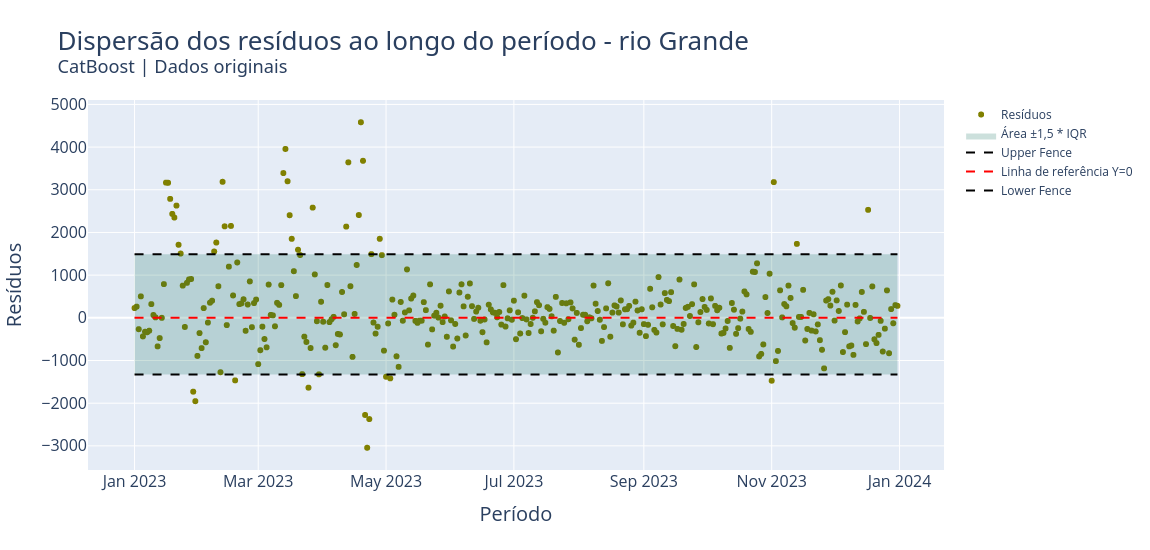 Dispersão dos resíduos ao longo do período - rio Grande
CatBoost | Dados originais
5000
4000
3000
2000
1000
0
−1000
−2000
−3000
Resíduos
Jan 2023
Mar 2023
May 2023
Jul 2023
Sep 2023
Nov 2023
Jan 2024
Período
Resíduos
Área ±1,5 * IQR
Upper Fence
Linha de referência Y=0
Lower Fence